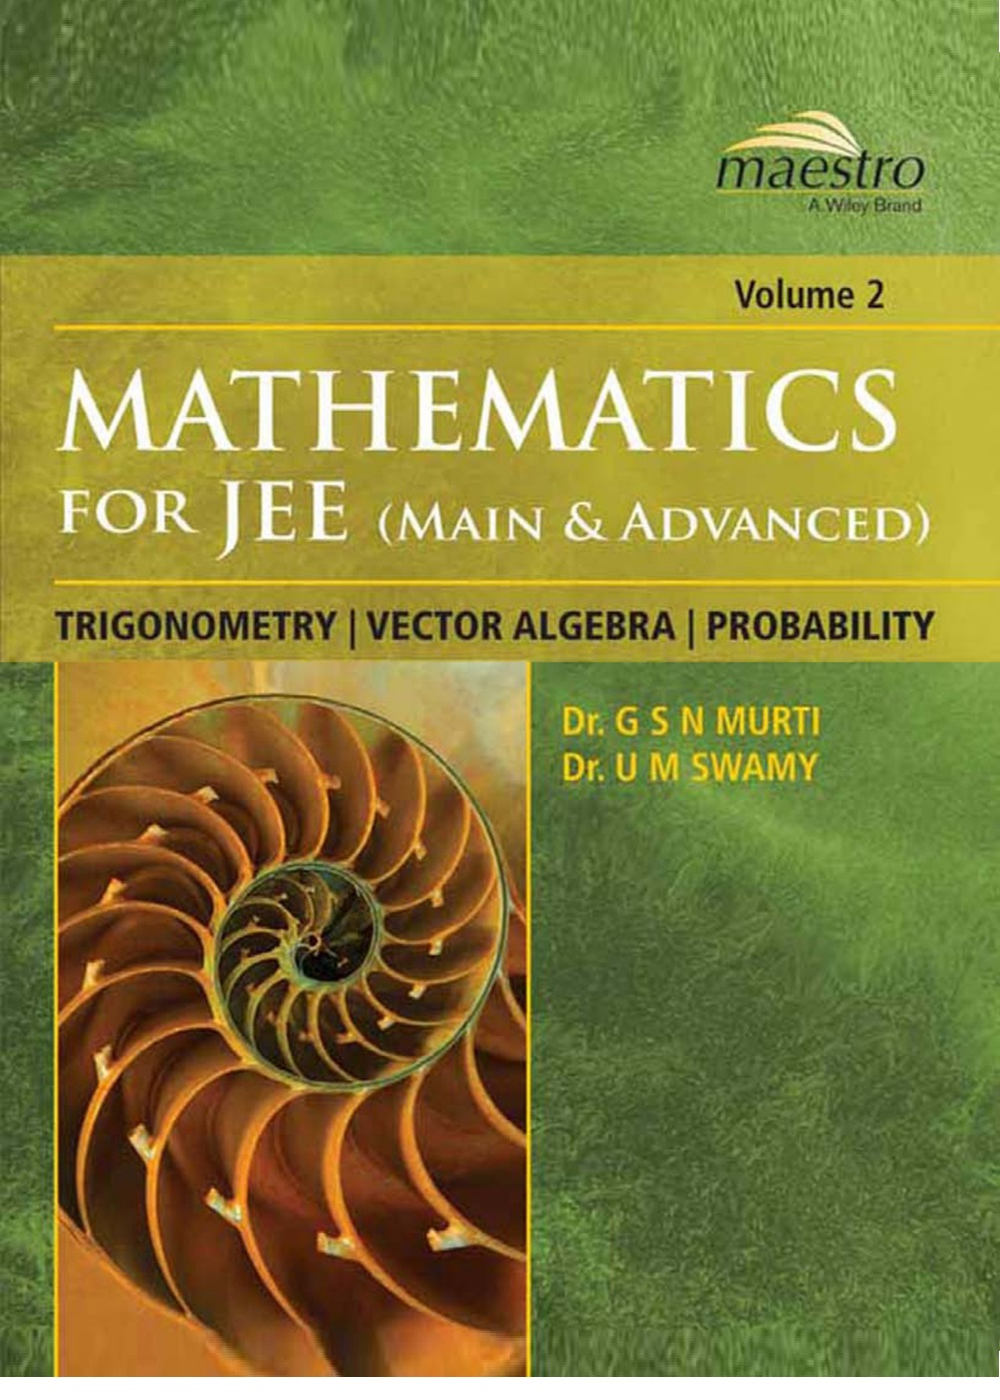 maestro
A Wiley Brand
Volume 2
MATHEMATICS
FOR JEE (MAIN & ADVANCED)
TRIGONOMETRY | VECTOR ALGEBRA | PROBABILITY
Dr. G S N MURTI
Dr. U M SWAMY